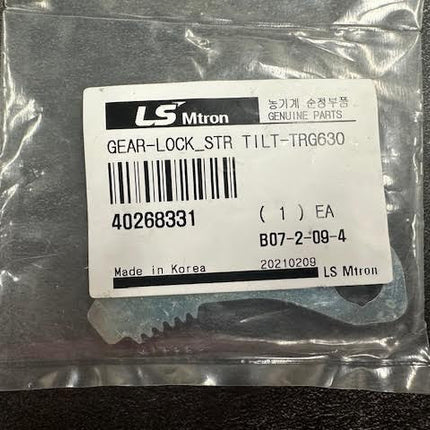 LS Mtron
농기계 순정부품
GENUINE PARTS
GEAR-LOCK_STR TILT-TRG630
40268331
( 1 ) EA
B07-2-09-4
Made in Korea
20210209
LS Mtron